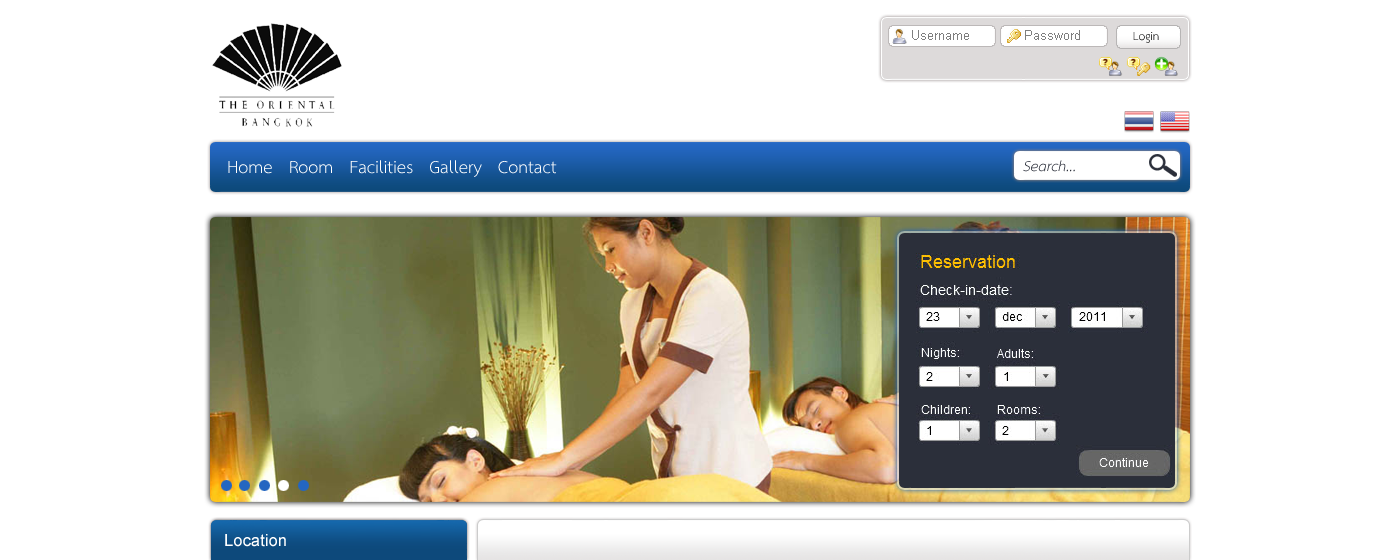 Username Password Login
THE ORIENTAL
BANGKOK
Home Room Facilities Gallery Contact
Search...
Reservation
Check-in-date:
23 dec 2011
Nights: Adults:
2 1
Children: Rooms:
1 2
Continue
Location